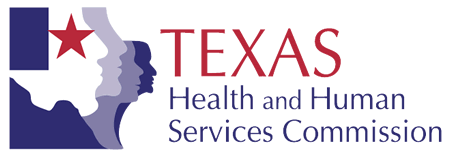 TEXAS
Health and Human
Services Commission